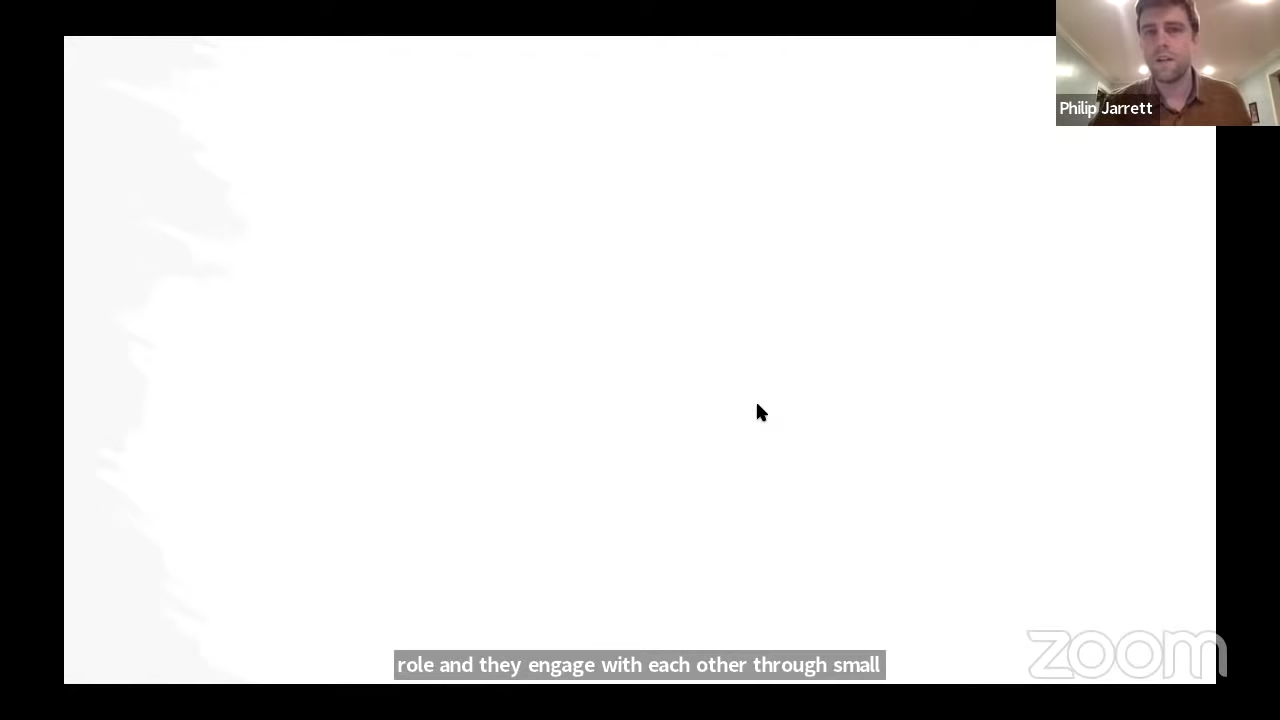 Philip Jarrett
role and they engage with each other through small
zoom